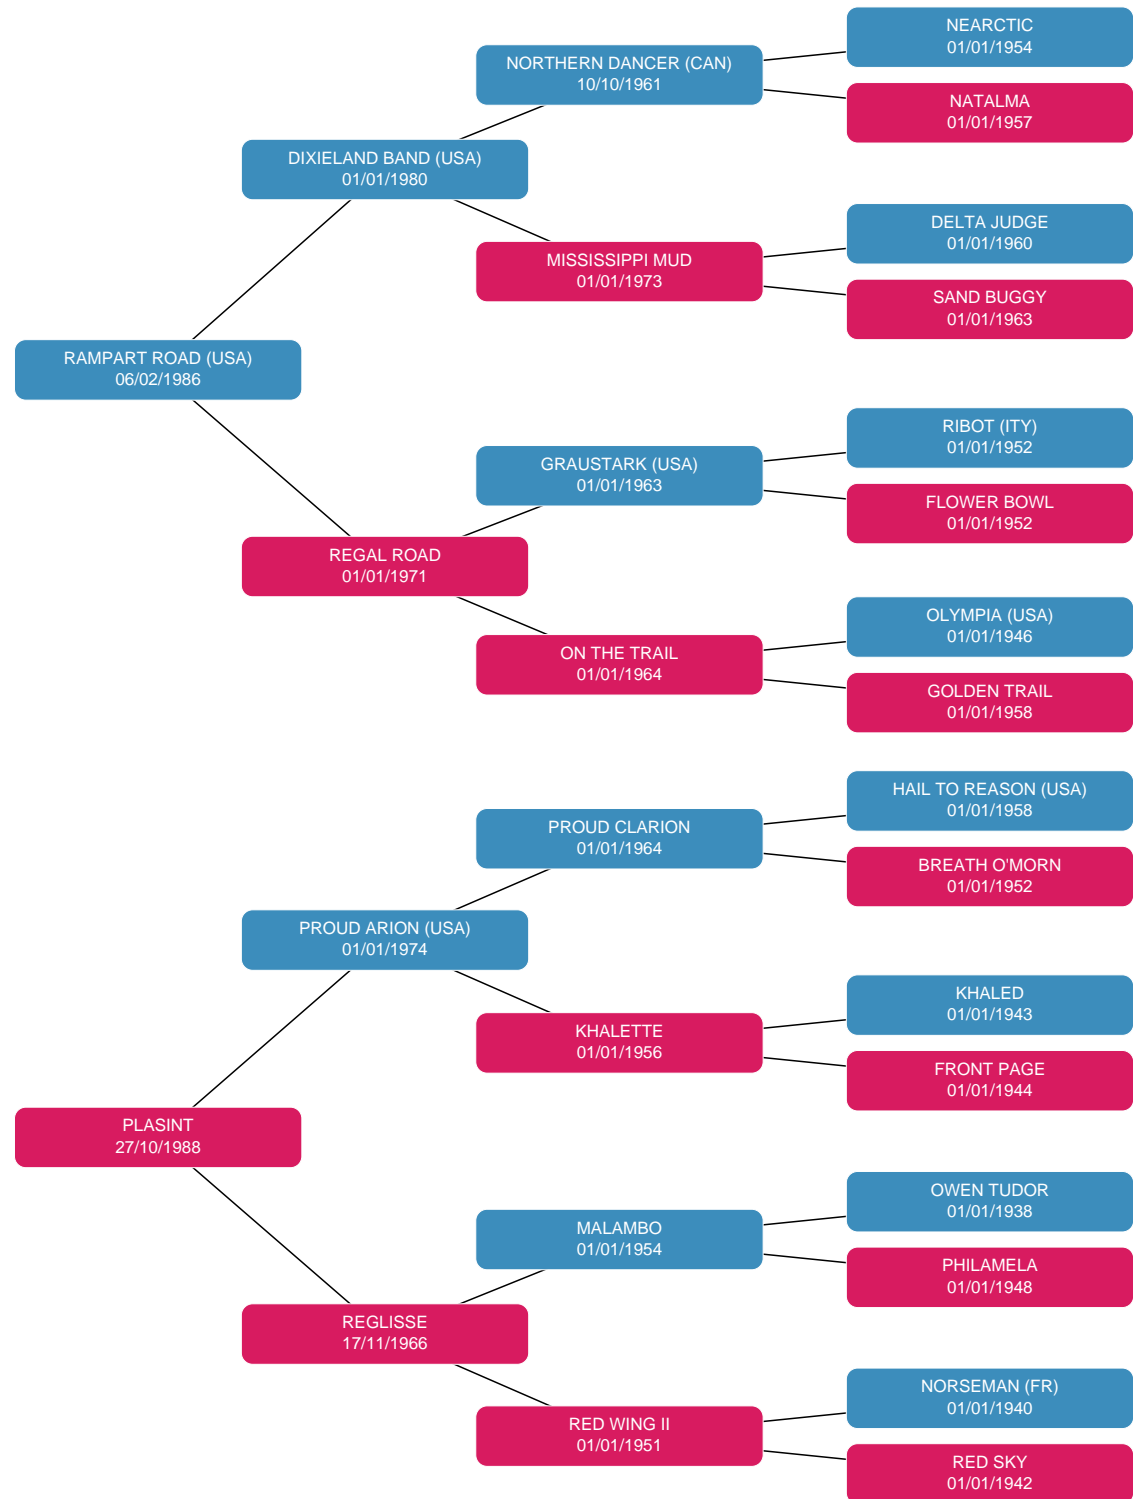 NEARCTIC
01/01/1954
NORTHERN DANCER (CAN)
10/10/1961
NATALMA
01/01/1957
DIXIELAND BAND (USA)
01/01/1980
DELTA JUDGE
01/01/1960
MISSISSIPPI MUD
01/01/1973
SAND BUGGY
01/01/1963
RAMPART ROAD (USA)
06/02/1986
RIBOT (ITY)
01/01/1952
GRAUSTARK (USA)
01/01/1963
FLOWER BOWL
01/01/1952
REGAL ROAD
01/01/1971
OLYMPIA (USA)
01/01/1946
ON THE TRAIL
01/01/1964
GOLDEN TRAIL
01/01/1958
HAIL TO REASON (USA)
01/01/1958
PROUD CLARION
01/01/1964
BREATH O'MORN
01/01/1952
PROUD ARION (USA)
01/01/1974
KHALED
01/01/1943
KHALETTE
01/01/1956
FRONT PAGE
01/01/1944
PLASINT
27/10/1988
OWEN TUDOR
01/01/1938
MALAMBO
01/01/1954
PHILAMELA
01/01/1948
REGLISSE
17/11/1966
NORSEMAN (FR)
01/01/1940
RED WING II
01/01/1951
RED SKY
01/01/1942